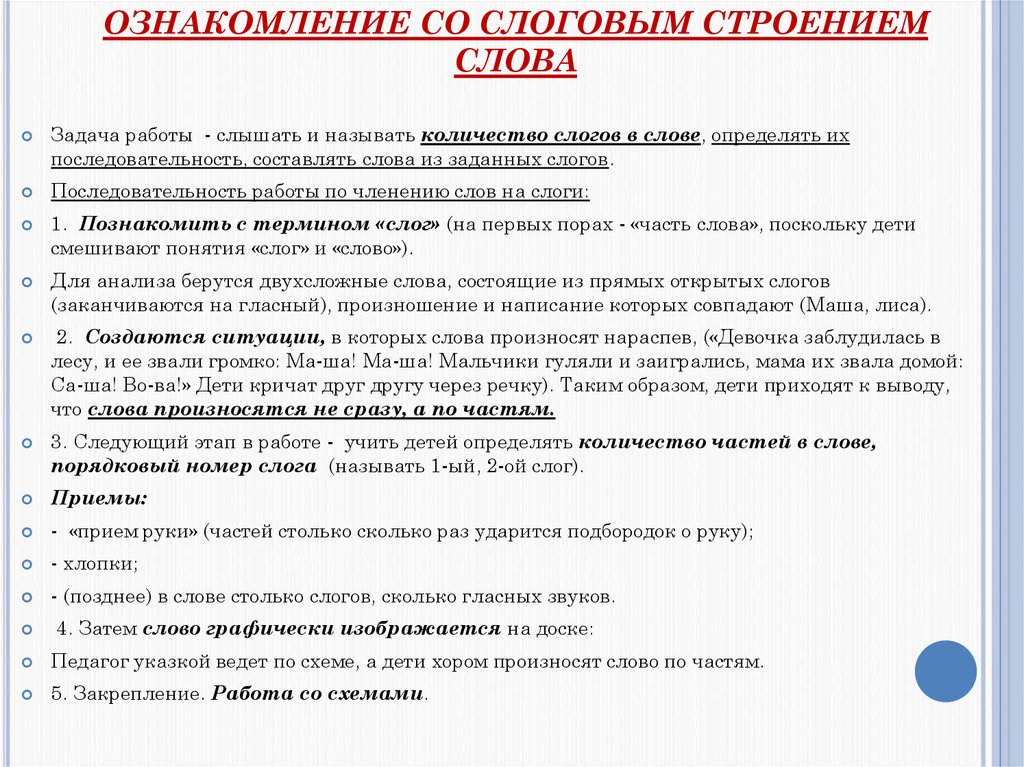 ОЗНАКОМЛЕНИЕ СО СЛОГОВЫМ СТРОЕНИЕМ
СЛОВА
Задача работы - слышать и называть количество слогов в слове, определять их
последовательность, составлять слова из заданных слогов.
Последовательность работы по членению слов на слоги:
1. Познакомить с термином «слог» (на первых порах - «часть слова», поскольку дети
смешивают понятия «слог» и «слово»).
Для анализа берутся двухсложные слова, состоящие из прямых открытых слогов
(заканчиваются на гласный), произношение и написание которых совпадают (Маша, лиса).
2. Создаются ситуации, в которых слова произносят нараспев, («Девочка заблудилась в
лесу, и ее звали громко: Ма-ша! Ма-ша! Мальчики гуляли и заигрались, мама их звала домой:
Са-ша! Во-ва!» Дети кричат друг другу через речку). Таким образом, дети приходят к выводу,
что слова произносятся не сразу, а по частям.
3. Следующий этап в работе - учить детей определять количество частей в слове,
порядковый номер слога (называть 1-ый, 2-ой слог).
Приемы:
- «прием руки» (частей столько сколько раз ударится подбородок о руку);
- хлопки;
- (позднее) в слове столько слогов, сколько гласных звуков.
4. Затем слово графически изображается на доске:
Педагог указкой ведет по схеме, а дети хором произносят слово по частям.
5. Закрепление. Работа со схемами.